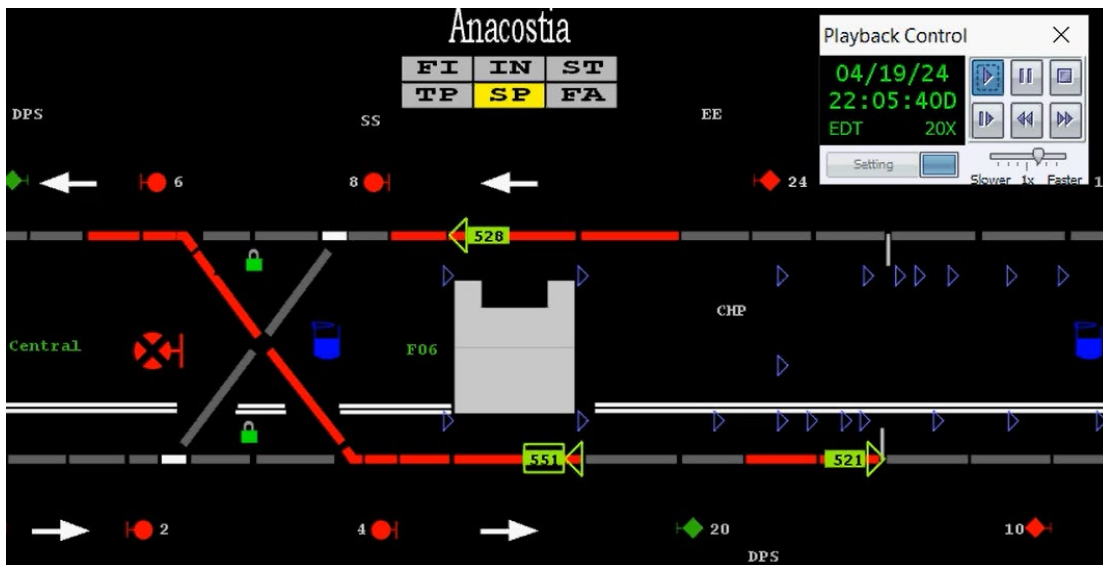 Anacostia
FI IN ST
TP SP FA
Playback Control
04/19/24
22:05:40D
EDT 20X
Setting
Slower 1x Faster
DPS
SS
EE
6
8
24
1
528
CHP
Central
F06
551
521
2
4
20
10
DPS